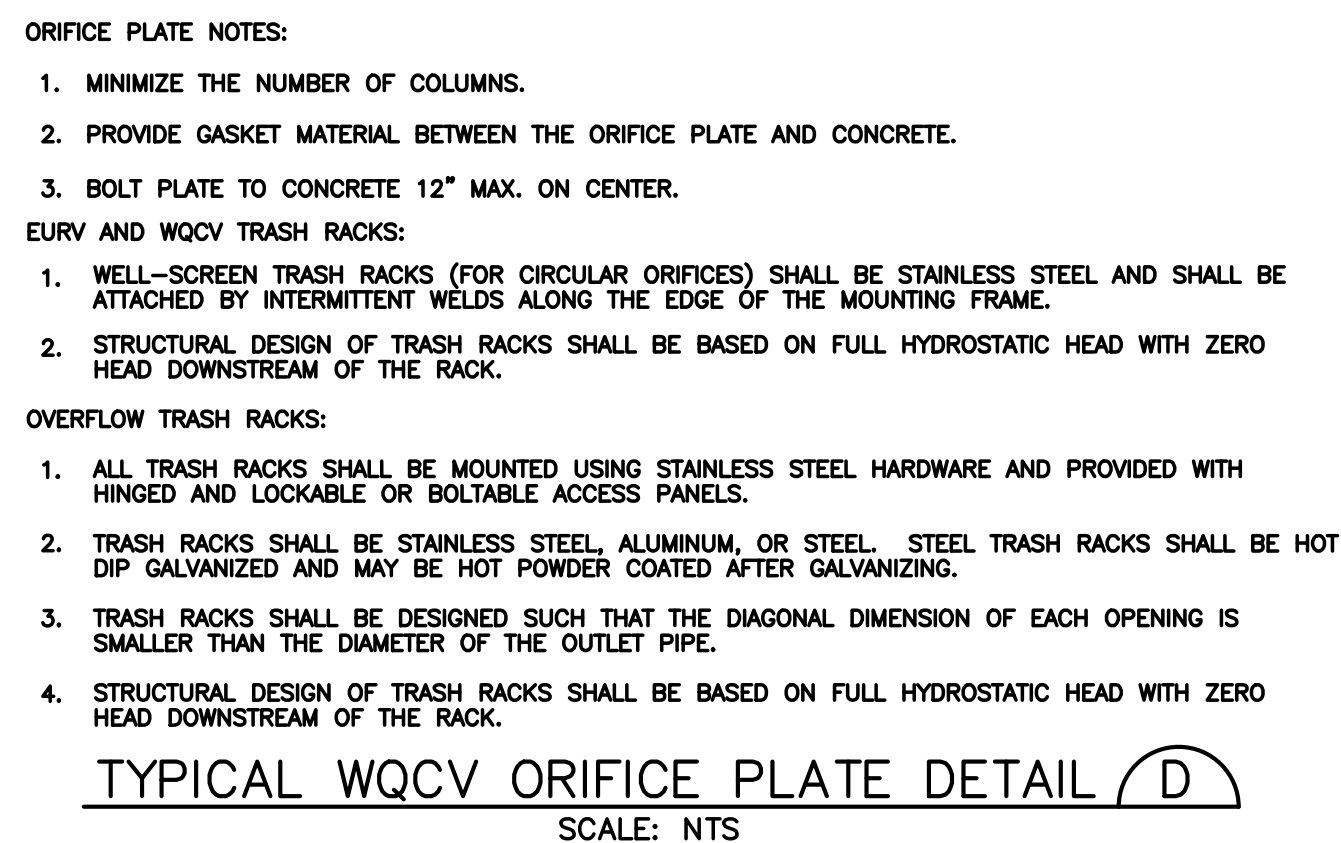 ORIFICE PLATE NOTES:
1. MINIMIZE THE NUMBER OF COLUMNS.
2. PROVIDE GASKET MATERIAL BETWEEN THE ORIFICE PLATE AND CONCRETE.
3. BOLT PLATE TO CONCRETE 12" MAX. ON CENTER.
EURV AND WQCV TRASH RACKS:
1. WELL-SCREEN TRASH RACKS (FOR CIRCULAR ORIFICES) SHALL BE STAINLESS STEEL AND SHALL BE
ATTACHED BY INTERMITTENT WELDS ALONG THE EDGE OF THE MOUNTING FRAME.
2. STRUCTURAL DESIGN OF TRASH RACKS SHALL BE BASED ON FULL HYDROSTATIC HEAD WITH ZERO
HEAD DOWNSTREAM OF THE RACK.
OVERFLOW TRASH RACKS:
1. ALL TRASH RACKS SHALL BE MOUNTED USING STAINLESS STEEL HARDWARE AND PROVIDED WITH
HINGED AND LOCKABLE OR BOLTABLE ACCESS PANELS.
2. TRASH RACKS SHALL BE STAINLESS STEEL, ALUMINUM, OR STEEL. STEEL TRASH RACKS SHALL BE HOT
DIP GALVANIZED AND MAY BE HOT POWDER COATED AFTER GALVANIZING.
3. TRASH RACKS SHALL BE DESIGNED SUCH THAT THE DIAGONAL DIMENSION OF EACH OPENING IS
SMALLER THAN THE DIAMETER OF THE OUTLET PIPE.
4. STRUCTURAL DESIGN OF TRASH RACKS SHALL BE BASED ON FULL HYDROSTATIC HEAD WITH ZERO
HEAD DOWNSTREAM OF THE RACK.
TYPICAL WQCV ORIFICE PLATE DETAIL D
SCALE: NTS